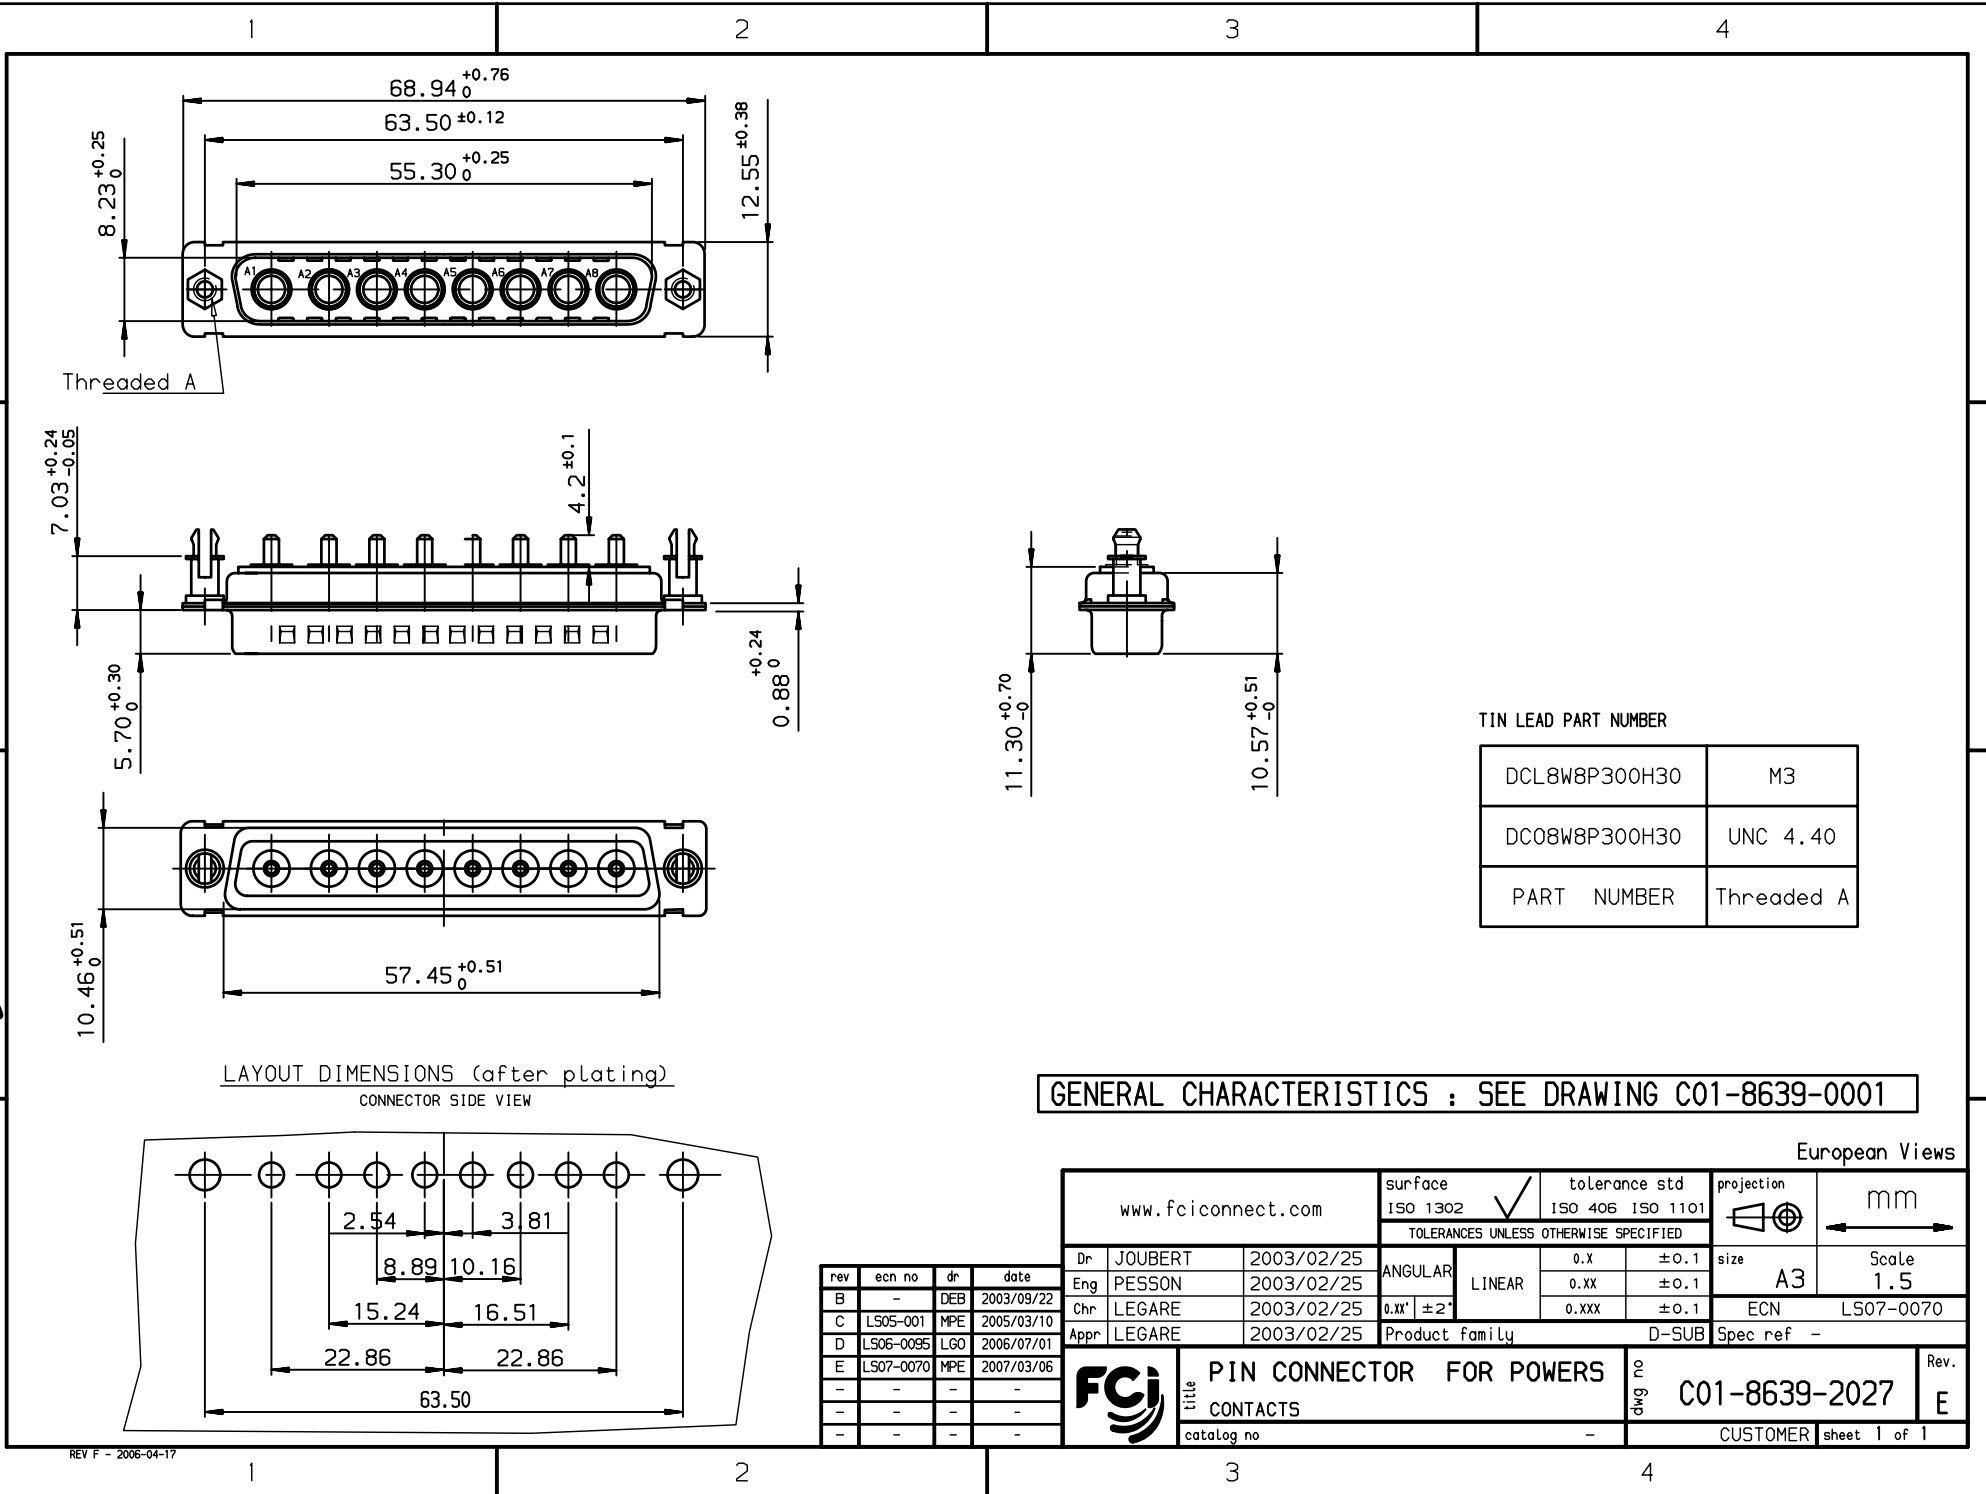 1 2 3 4
68.94 +0.76 0
63.50 ±0.12
55.30 +0.25 0
8.23 +0.25 0
12.55 ±0.38
A1 A2 A3 A4 A5 A6 A7 A8
Threaded A
7.03 +0.24 -0.05
4.2 ±0.1
5.70 +0.30 0
0.88 +0.24 0
11.30 +0.70 -0
10.57 +0.51 -0
TIN LEAD PART NUMBER
DCL8W8P300H30 M3
DC08W8P300H30 UNC 4.40
PART NUMBER Threaded A
10.46 +0.51 0
57.45 +0.51 0
LAYOUT DIMENSIONS (after plating)
CONNECTOR SIDE VIEW
2.54 3.81
8.89 10.16
15.24 16.51
22.86 22.86
63.50
GENERAL CHARACTERISTICS : SEE DRAWING C01-8639-0001
European Views
rev ecn no dr date
B - DEB 2003/09/22
C LS05-001 MPE 2005/03/10
D LS06-0095 LGO 2006/07/01
E LS07-0070 MPE 2007/03/06
- - - -
- - - -
- - - -
www.fciconnect.com
surface ISO 1302
tolerance std
ISO 406 ISO 1101
projection
mm
TOLERANCES UNLESS OTHERWISE SPECIFIED
Dr JOUBERT 2003/02/25
Eng PESSON 2003/02/25
Chr LEGARE 2003/02/25
Appr LEGARE 2003/02/25
ANGULAR
0.XX° ±2°
LINEAR
0.X ±0.1
0.XX ±0.1
0.XXX ±0.1
size A3
Scale 1.5
ECN LS07-0070
Product family D-SUB
Spec ref -
FCi
title PIN CONNECTOR FOR POWERS
CONTACTS
dwg no C01-8639-2027
Rev. E
catalog no -
CUSTOMER sheet 1 of 1
REV F - 2006-04-17
1 2 3 4